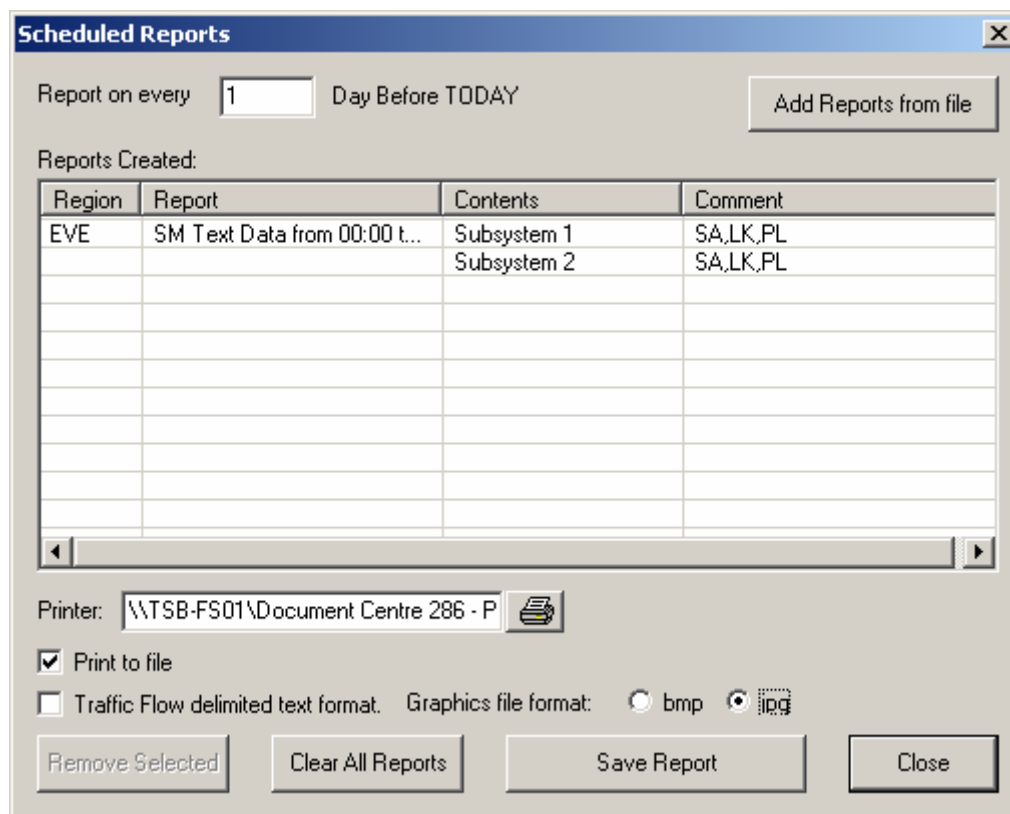 Scheduled Reports
Report on every 1 Day Before TODAY
Add Reports from file
Reports Created:
Region Report Contents Comment
EVE SM Text Data from 00:00 t... Subsystem 1 SA,LK,PL
Subsystem 2 SA,LK,PL
Printer: \\TSB-FS01\Document Centre 286 - P
Print to file
Traffic Flow delimited text format. Graphics file format: bmp jpg
Remove Selected Clear All Reports Save Report Close